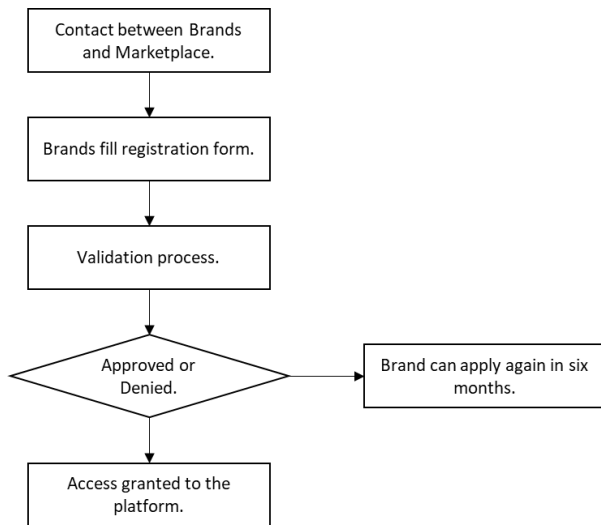 Contact between Brands
and Marketplace.
Brands fill registration form.
Validation process.
Approved or
Denied.
Brand can apply again in six
months.
Access granted to the
platform.